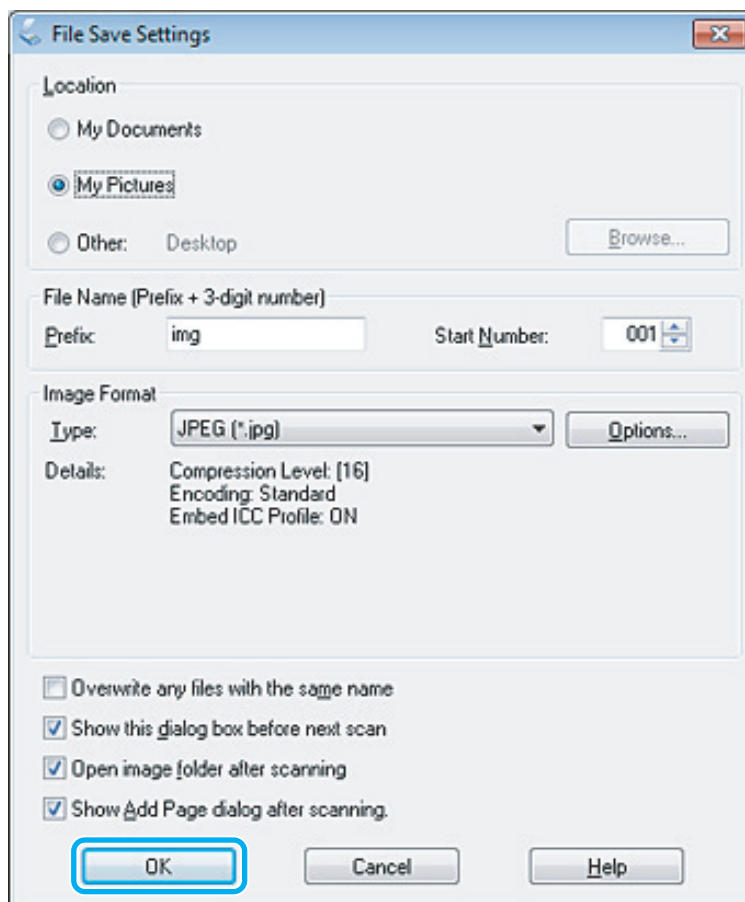 File Save Settings
Location
My Documents
My Pictures
Other: Desktop Browse...
File Name (Prefix + 3-digit number)
Prefix: img Start Number: 001
Image Format
Type: JPEG (*.jpg) Options...
Details: Compression Level: [16]
Encoding: Standard
Embed ICC Profile: ON
Overwrite any files with the same name
Show this dialog box before next scan
Open image folder after scanning
Show Add Page dialog after scanning.
OK Cancel Help